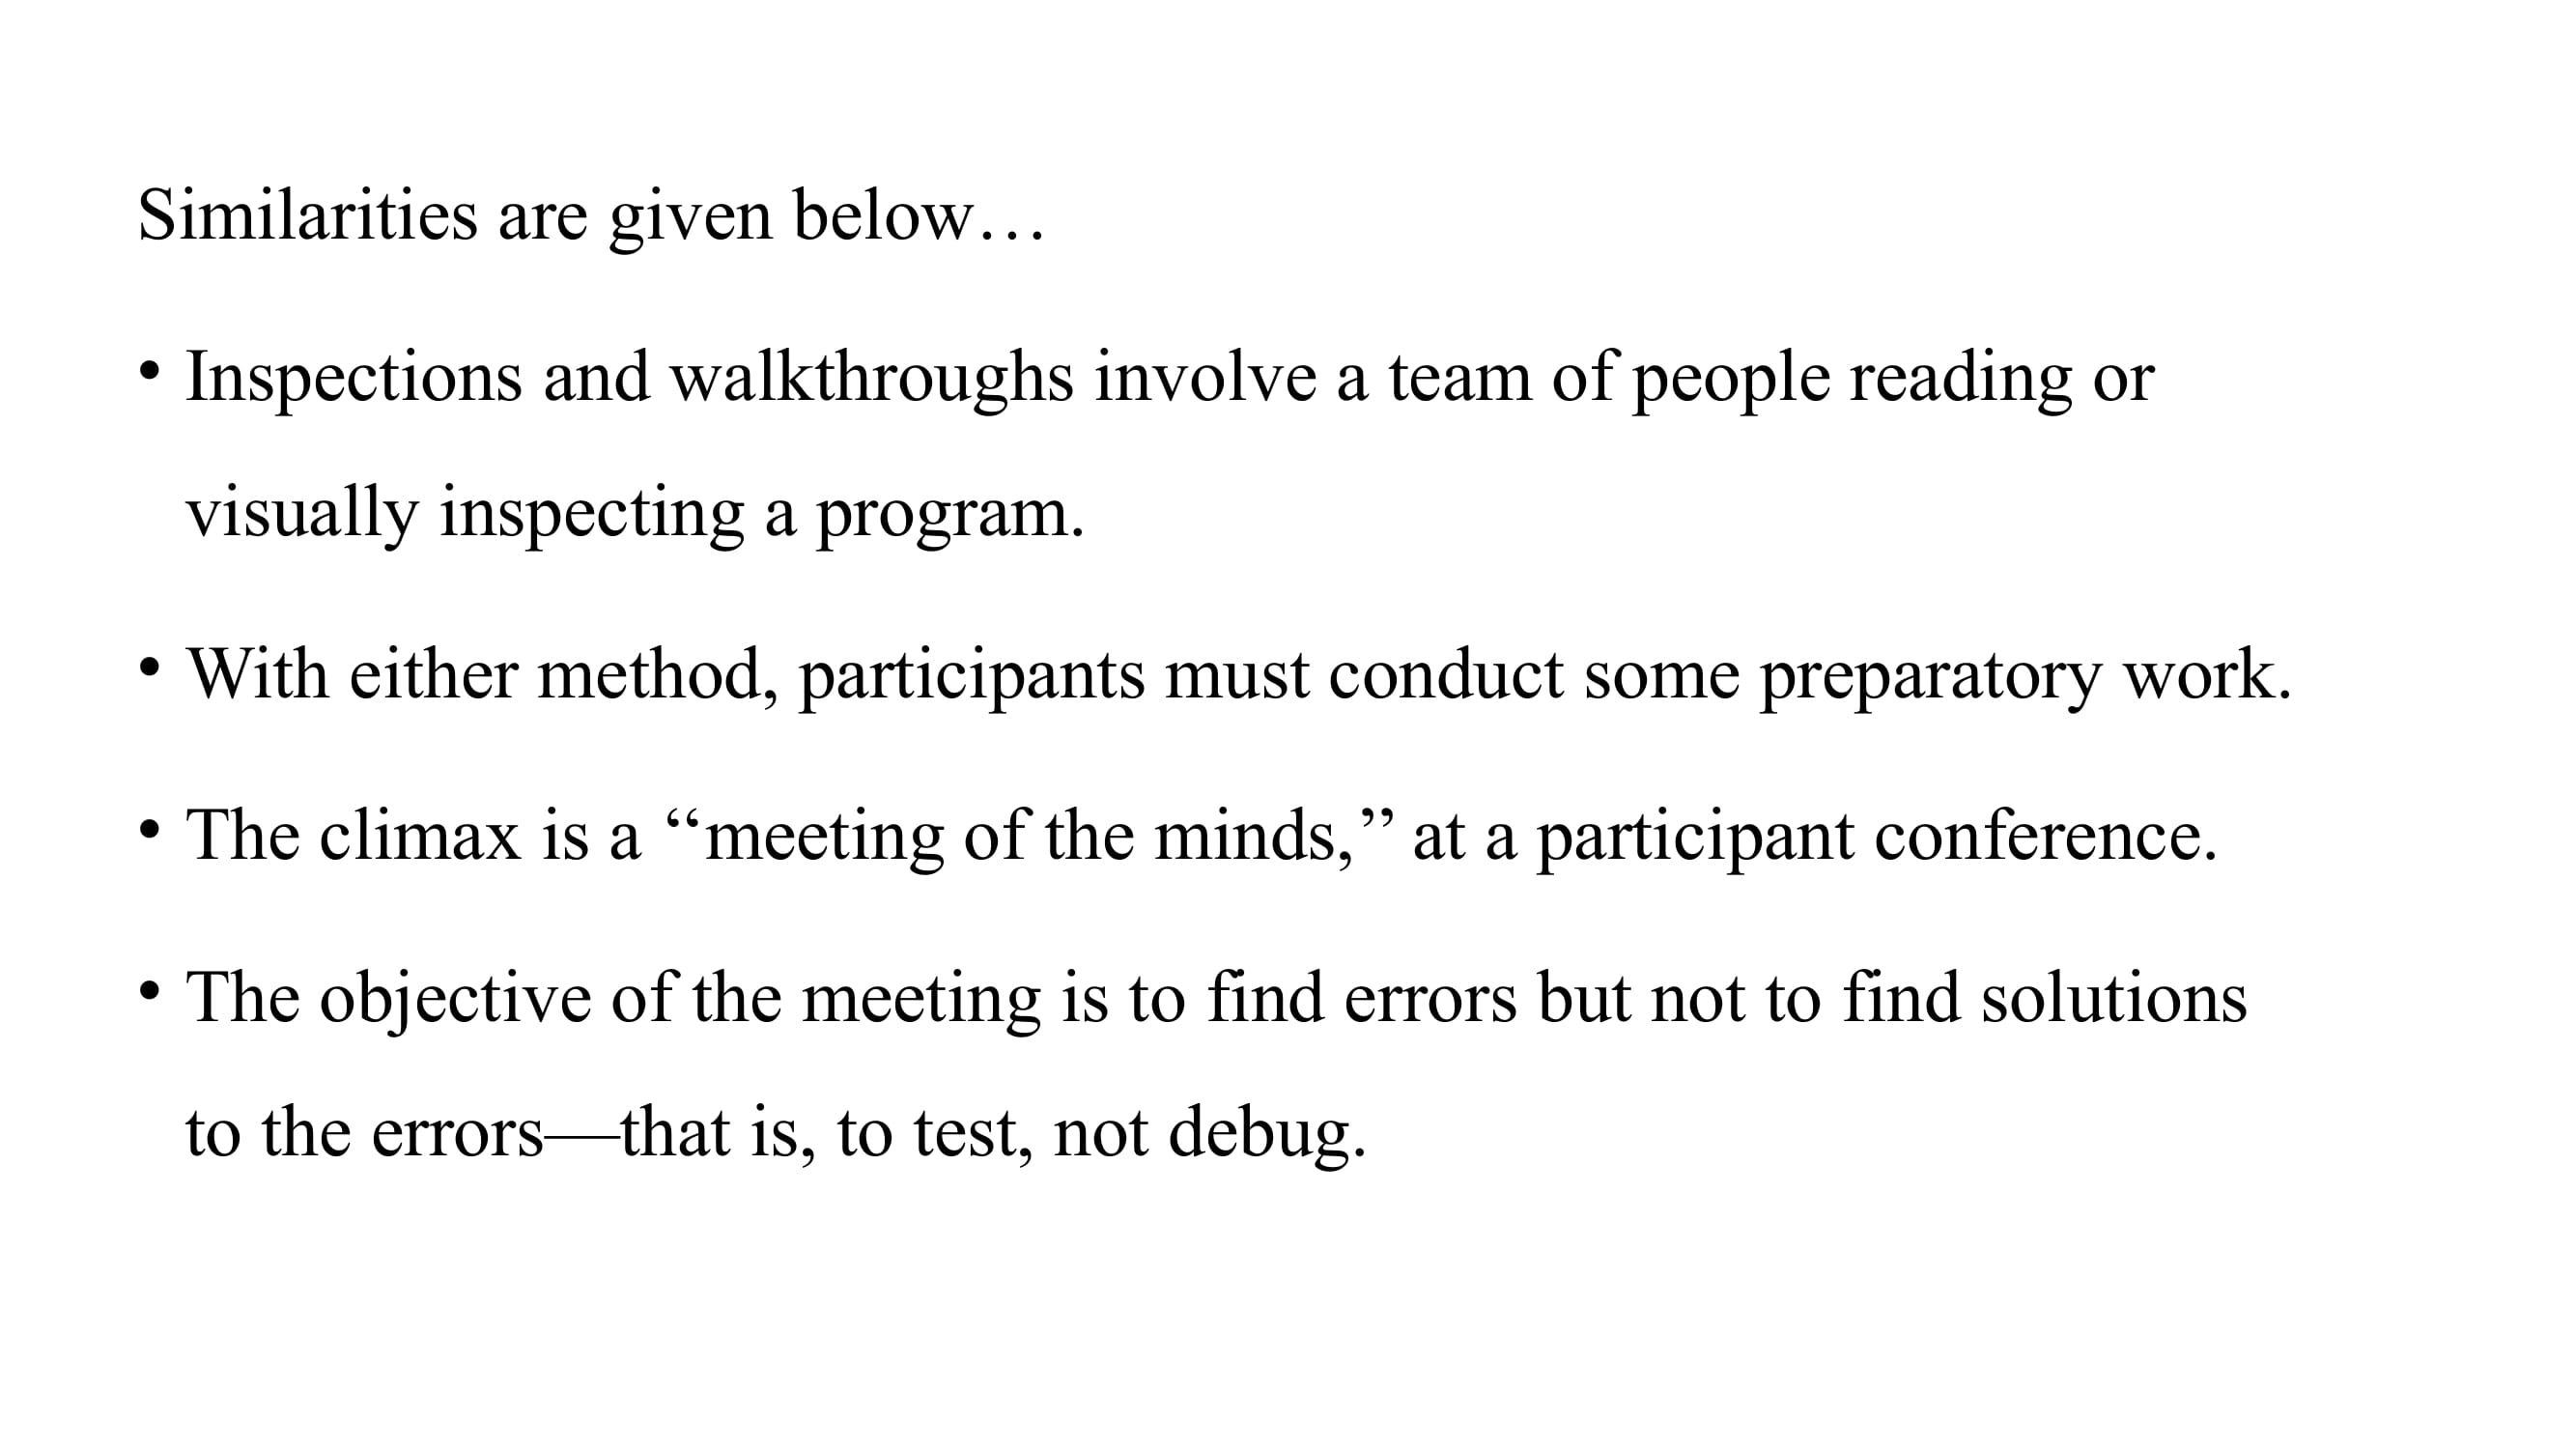 Similarities are given below…
• Inspections and walkthroughs involve a team of people reading or
visually inspecting a program.
• With either method, participants must conduct some preparatory work.
• The climax is a ‘‘meeting of the minds,’’ at a participant conference.
• The objective of the meeting is to find errors but not to find solutions
to the errors—that is, to test, not debug.